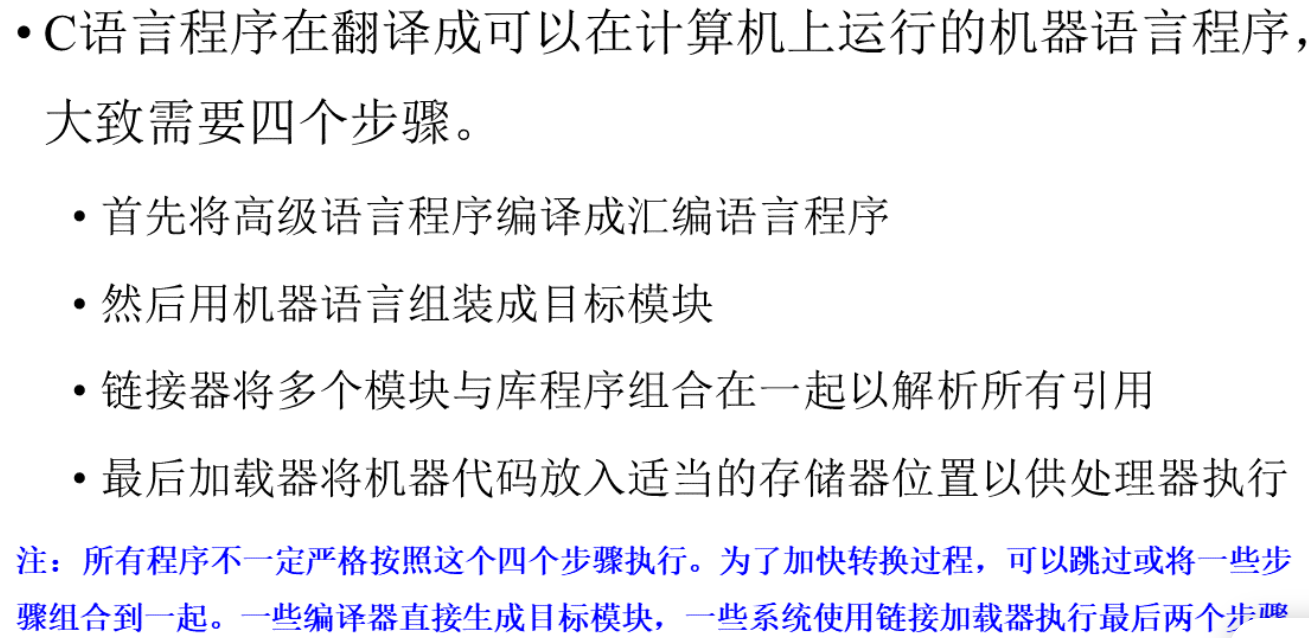 • C语言程序在翻译成可以在计算机上运行的机器语言程序，
大致需要四个步骤。
• 首先将高级语言程序编译成汇编语言程序
• 然后用机器语言组装成目标模块
• 链接器将多个模块与库程序组合在一起以解析所有引用
• 最后加载器将机器代码放入适当的存储器位置以供处理器执行
注：所有程序不一定严格按照这个四个步骤执行。为了加快转换过程，可以跳过或将一些步
骤组合到一起。一些编译器直接生成目标模块，一些系统使用链接加载器执行最后两个步骤